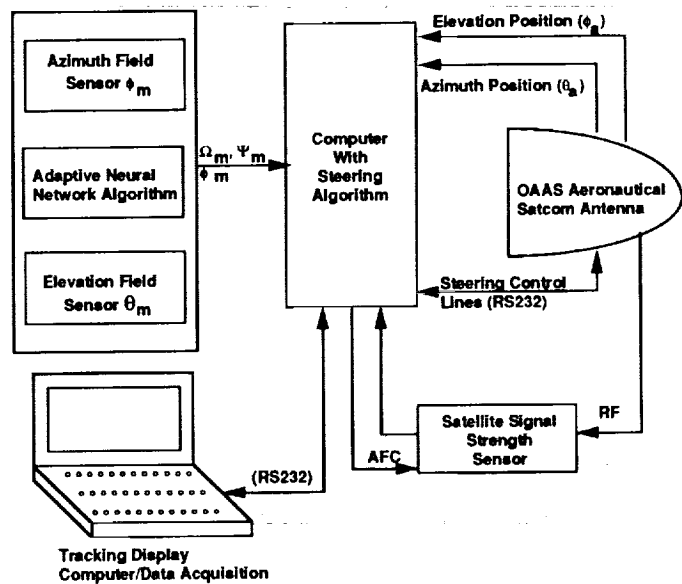 Azimuth Field
Sensor ϕm
Adaptive Neural
Network Algorithm
Elevation Field
Sensor θm
Ωm, Ψm
ϕm
Computer
With
Steering
Algorithm
Elevation Position (ϕa)
Azimuth Position (θa)
OAAS Aeronautical
Satcom Antenna
Steering Control
Lines (RS232)
Satellite Signal
Strength
Sensor
RF
AFC
(RS232)
Tracking Display
Computer/Data Acquisition